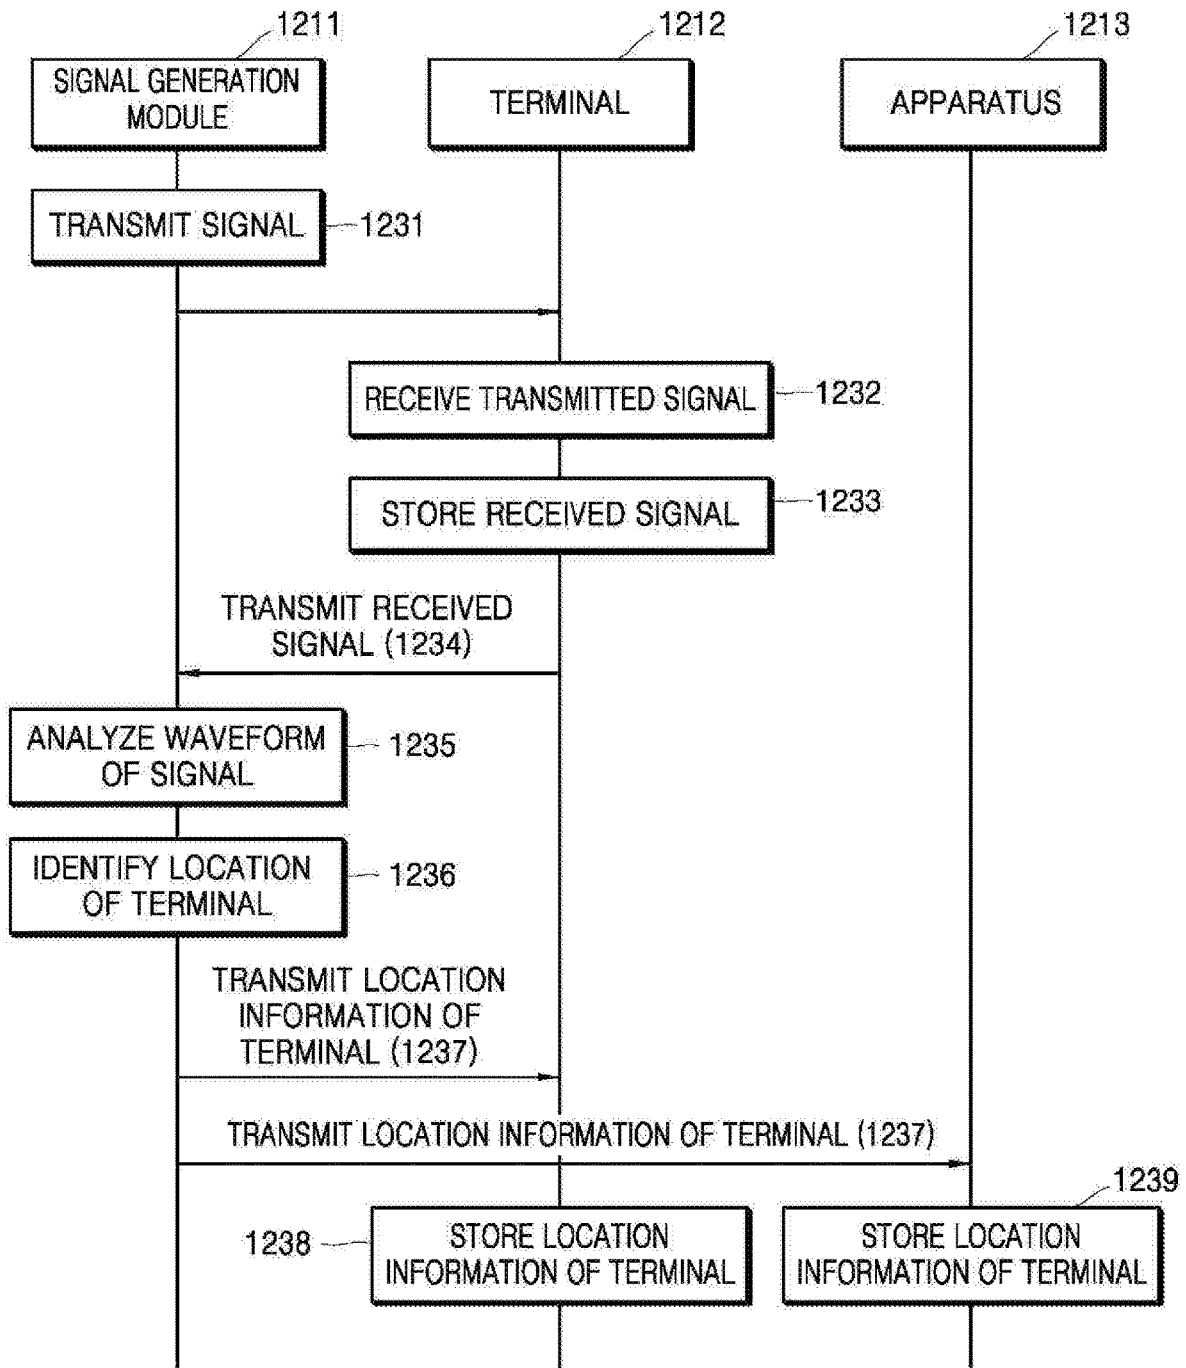 1211
1212
1213
SIGNAL GENERATION
MODULE
TERMINAL
APPARATUS
TRANSMIT SIGNAL
1231
RECEIVE TRANSMITTED SIGNAL
1232
STORE RECEIVED SIGNAL
1233
TRANSMIT RECEIVED
SIGNAL (1234)
ANALYZE WAVEFORM
OF SIGNAL
1235
IDENTIFY LOCATION
OF TERMINAL
1236
TRANSMIT LOCATION
INFORMATION OF
TERMINAL (1237)
TRANSMIT LOCATION INFORMATION OF TERMINAL (1237)
1238
STORE LOCATION
INFORMATION OF TERMINAL
1239
STORE LOCATION
INFORMATION OF TERMINAL